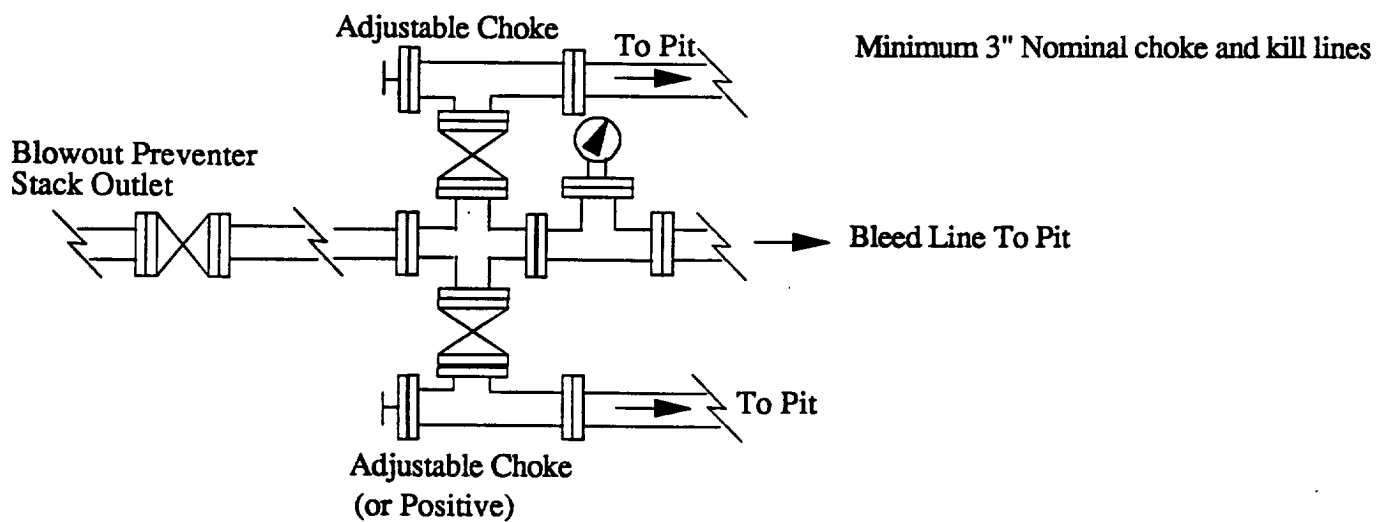 Adjustable Choke
To Pit
Minimum 3" Nominal choke and kill lines
Blowout Preventer
Stack Outlet
Bleed Line To Pit
To Pit
Adjustable Choke
(or Positive)